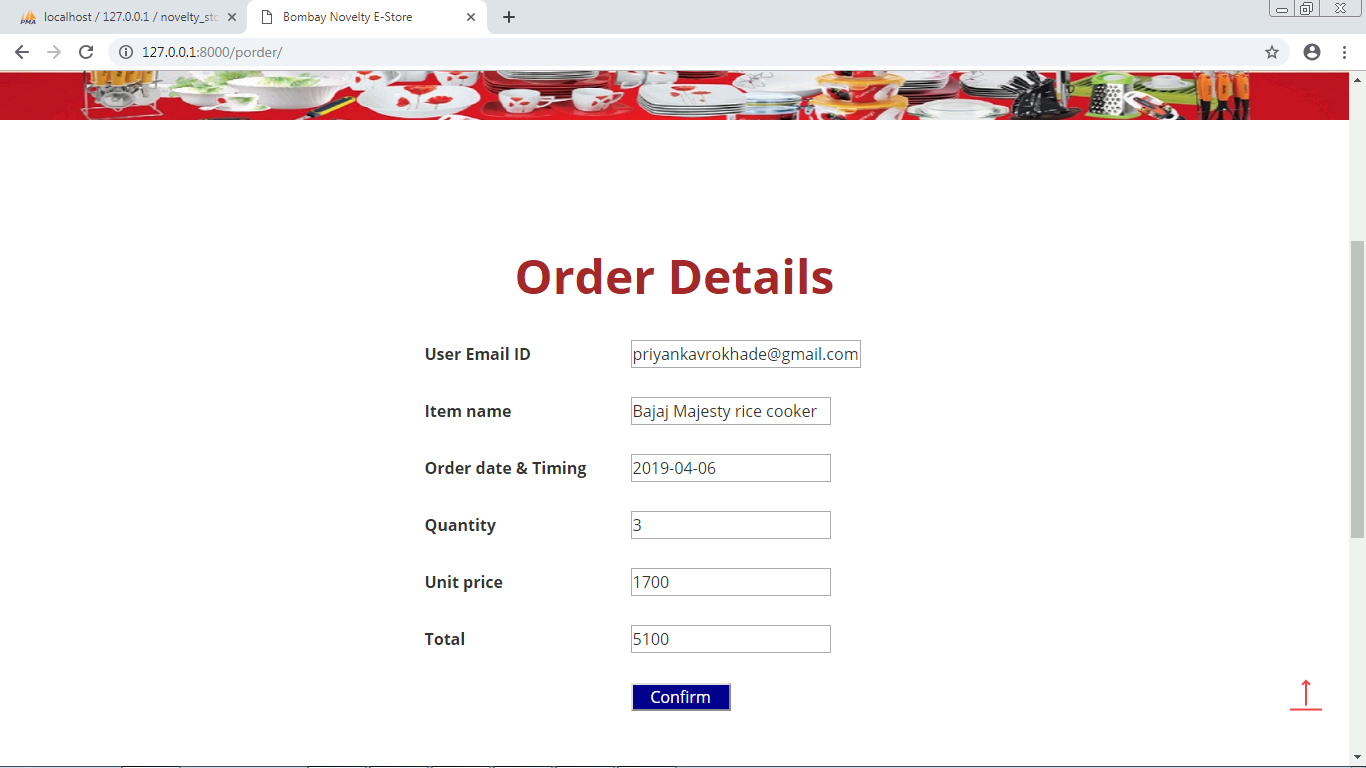 localhost / 127.0.0.1 / novelty_sto
Bombay Novelty E-Store
127.0.0.1:8000/porder/
Order Details
User Email ID priyankavrokhade@gmail.com
Item name Bajaj Majesty rice cooker
Order date & Timing 2019-04-06
Quantity 3
Unit price 1700
Total 5100
Confirm